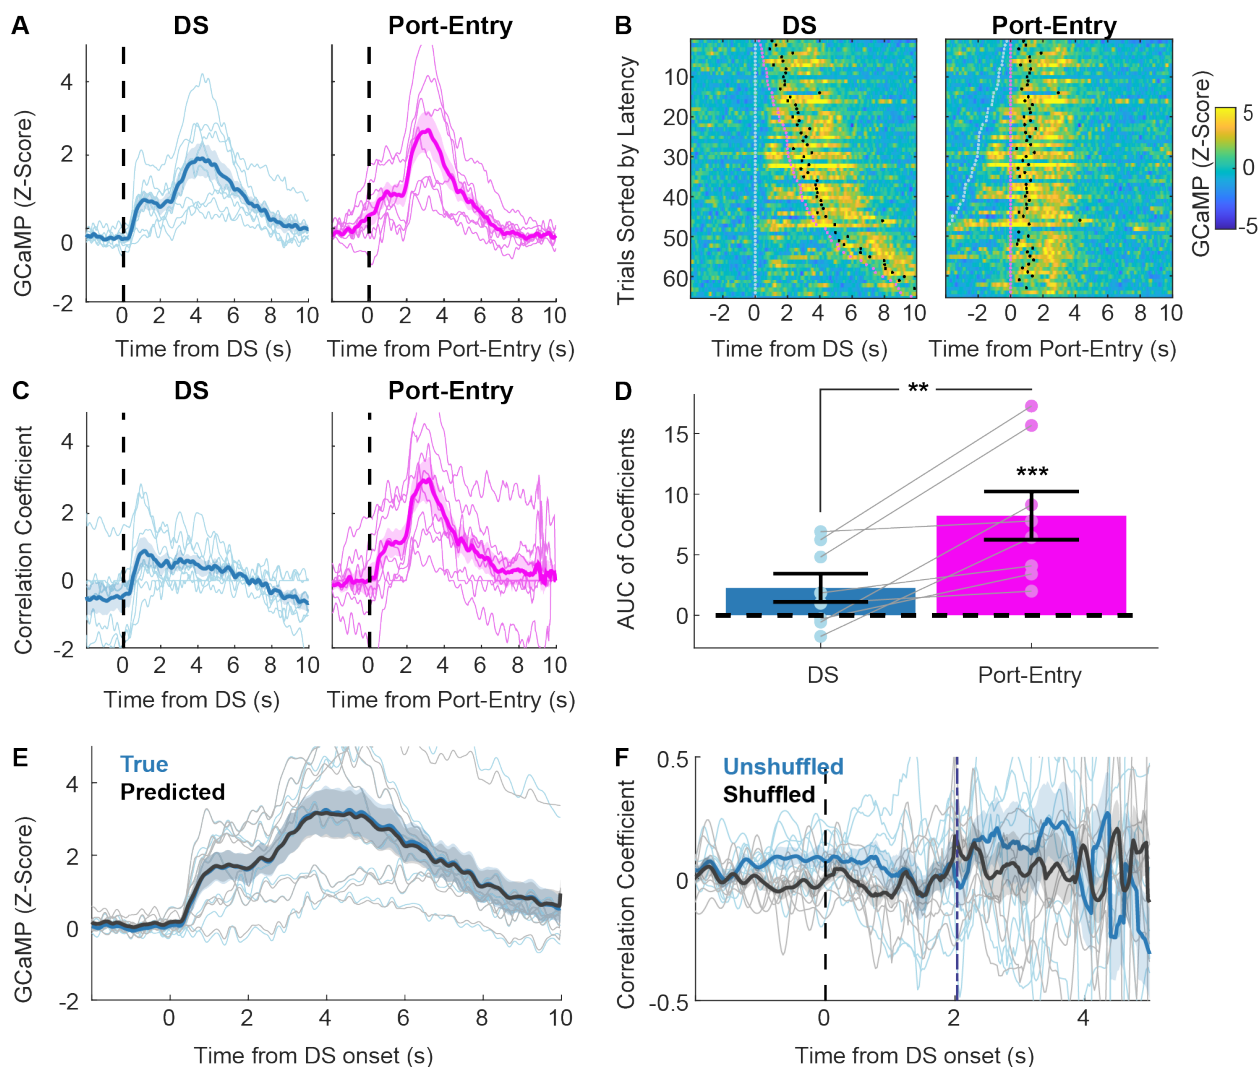 A
DS
Port-Entry
GCaMP (Z-Score)
4
2
0
-2
0 2 4 6 8 10
0 2 4 6 8 10
Time from DS (s)
Time from Port-Entry (s)
B
DS
Port-Entry
Trials Sorted by Latency
10
20
30
40
50
60
-2 0 2 4 6 8 10
-2 0 2 4 6 8 10
Time from DS (s)
Time from Port-Entry (s)
GCaMP (Z-Score)
5
0
-5
C
DS
Port-Entry
Correlation Coefficient
4
2
0
-2
0 2 4 6 8 10
0 2 4 6 8 10
Time from DS (s)
Time from Port-Entry (s)
D
**
***
AUC of Coefficients
15
10
5
0
DS
Port-Entry
E
True
Predicted
GCaMP (Z-Score)
4
2
0
-2
0 2 4 6 8 10
Time from DS onset (s)
F
Unshuffled
Shuffled
Correlation Coefficient
0.5
0
-0.5
0 2 4
Time from DS onset (s)